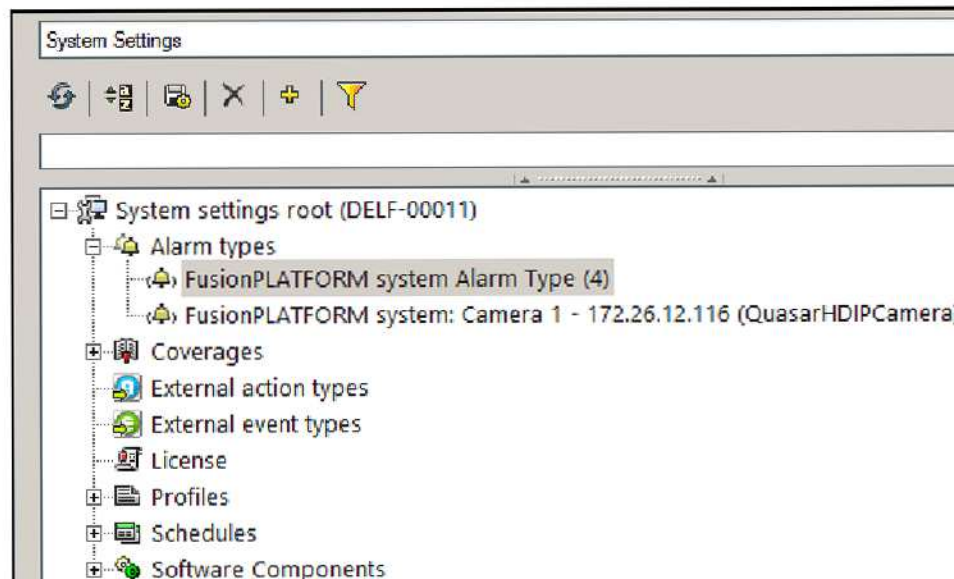 System Settings
System settings root (DELF-00011)
Alarm types
FusionPLATFORM system Alarm Type (4)
FusionPLATFORM system: Camera 1 - 172.26.12.116 (QuasarHDIPCamera)
Coverages
External action types
External event types
License
Profiles
Schedules
Software Components